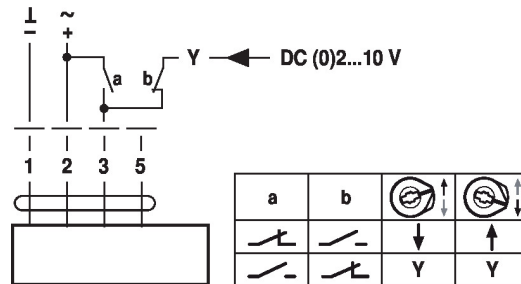 ⊥ ~
− +
a b Y DC (0)2...10 V
1 2 3 5
a b
↓ ↑
Y Y